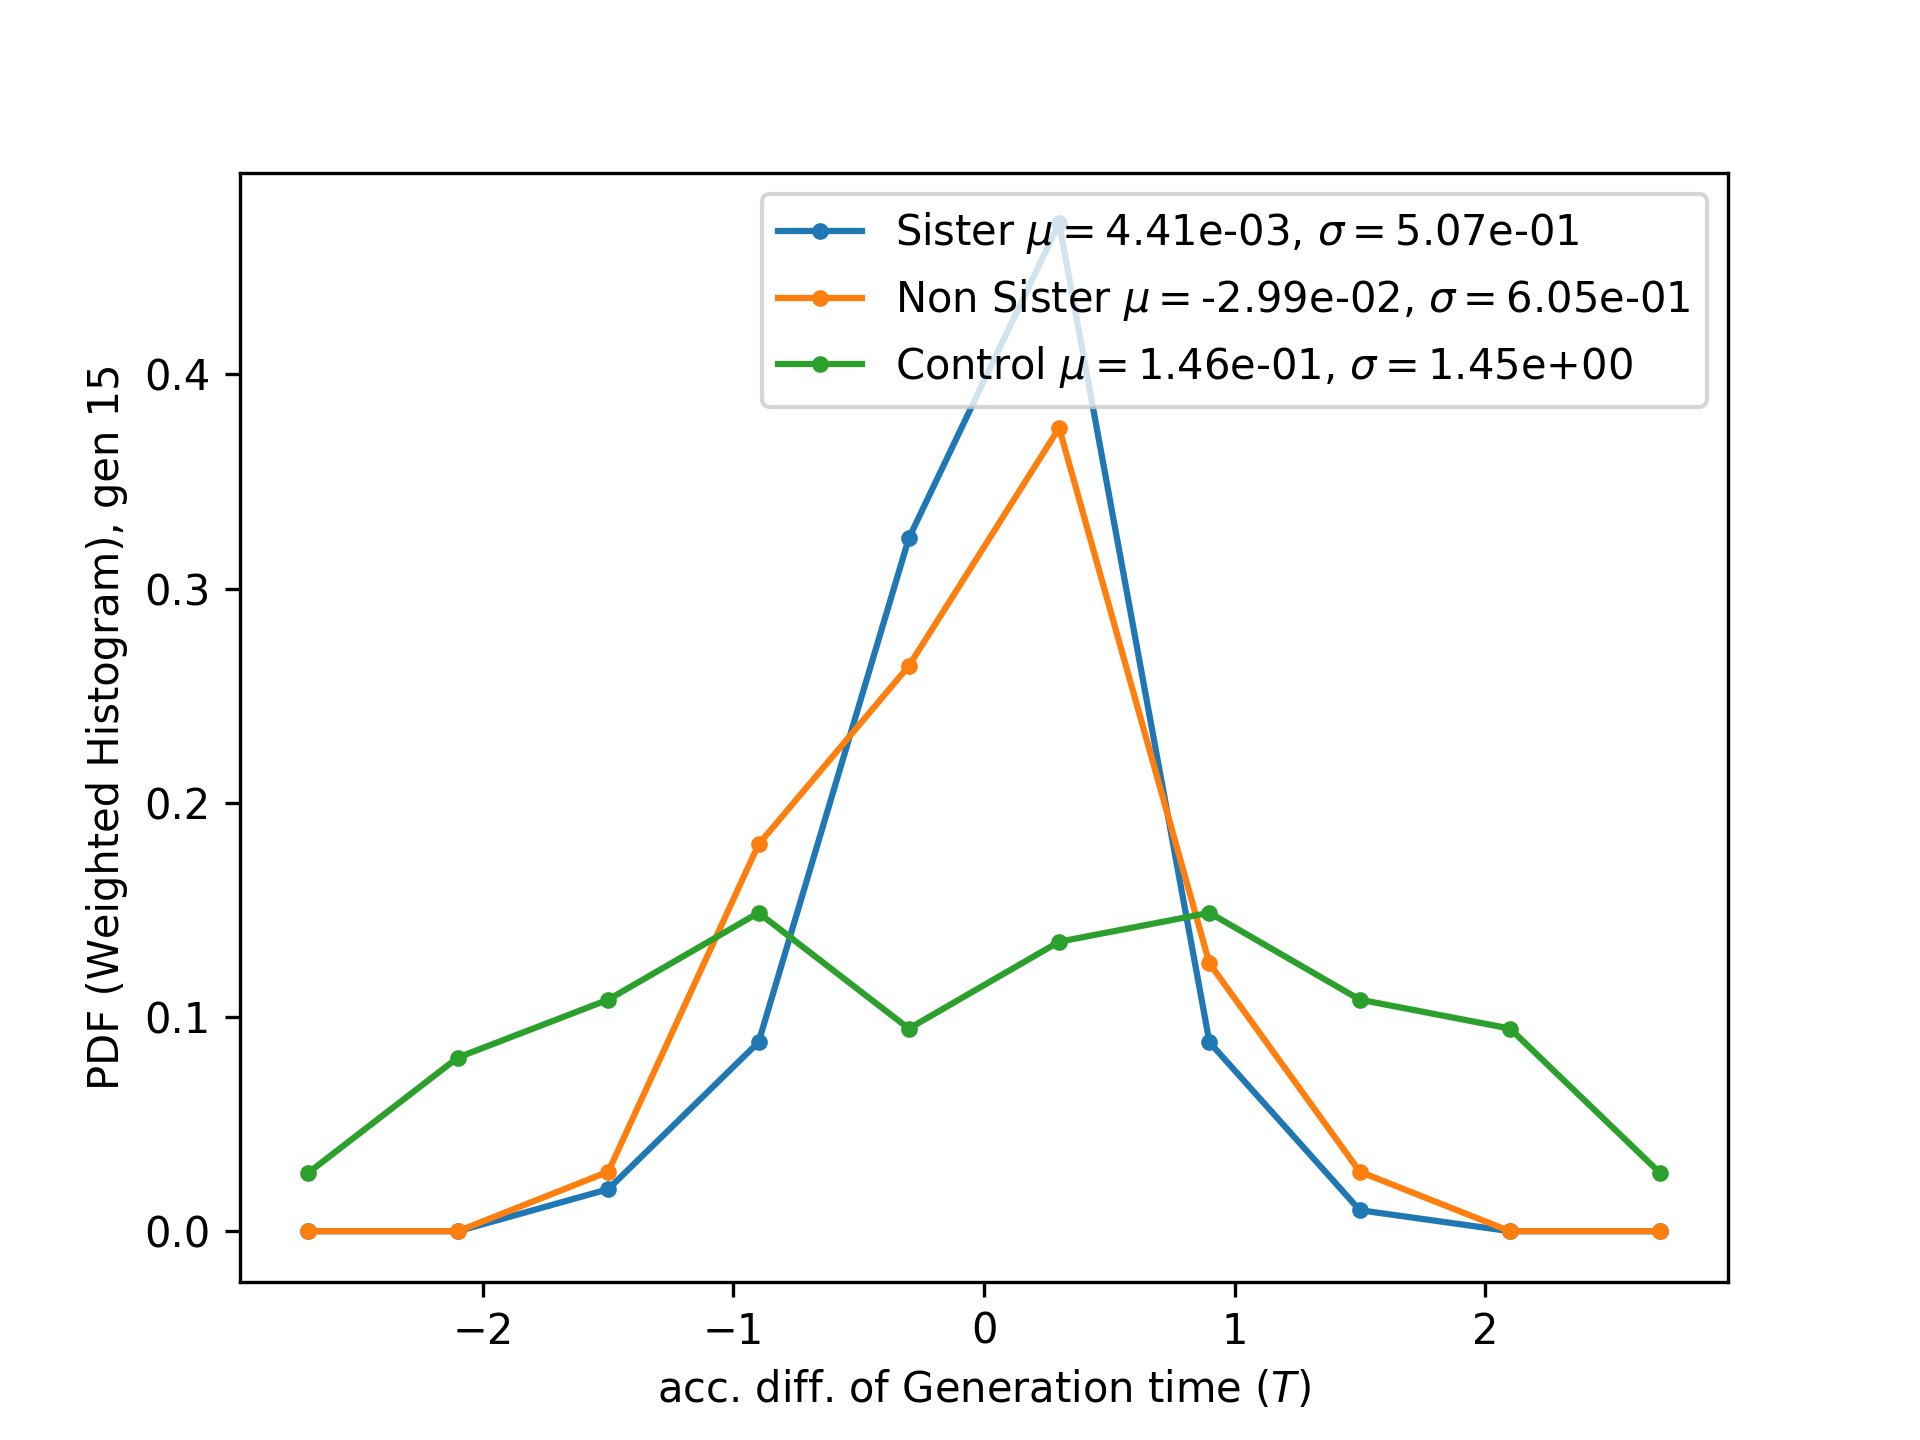 Sister μ = 4.41e-03, σ = 5.07e-01
Non Sister μ = -2.99e-02, σ = 6.05e-01
Control μ = 1.46e-01, σ = 1.45e+00
PDF (Weighted Histogram), gen 15
0.4
0.3
0.2
0.1
0.0
−2 −1 0 1 2
acc. diff. of Generation time (T)